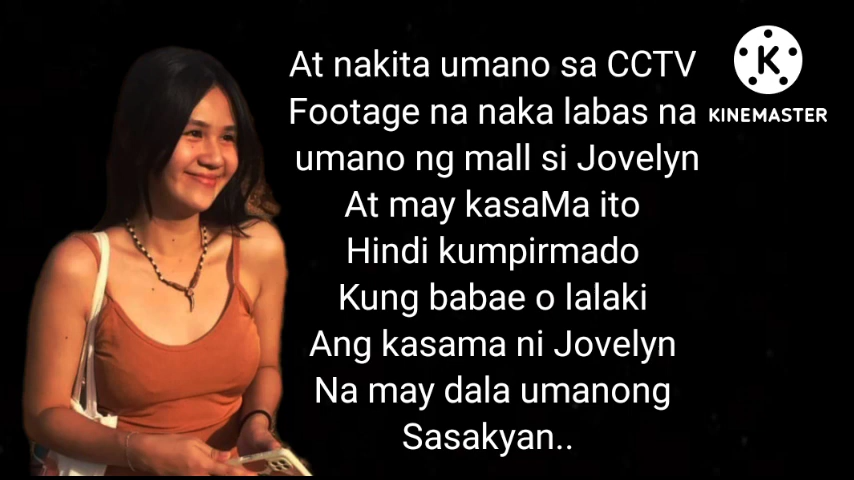 At nakita umano sa CCTV
Footage na naka labas na
umano ng mall si Jovelyn
At may kasaMa ito
Hindi kumpirmado
Kung babae o lalaki
Ang kasama ni Jovelyn
Na may dala umanong
Sasakyan..
K
KINEMASTER